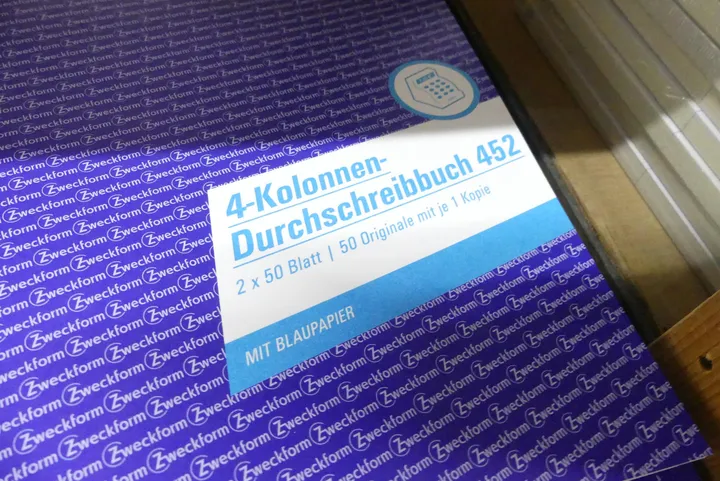 4-Kolonnen-
Durchschreibbuch 452
2 x 50 Blatt | 50 Originale mit je 1 Kopie
MIT BLAUPAPIER
Zweckform